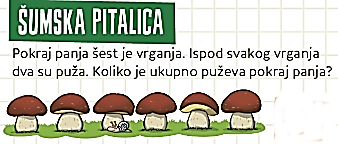 ŠUMSKA PITALICA
Pokraj panja šest je vrganja. Ispod svakog vrganja
dva su puža. Koliko je ukupno puževa pokraj panja?